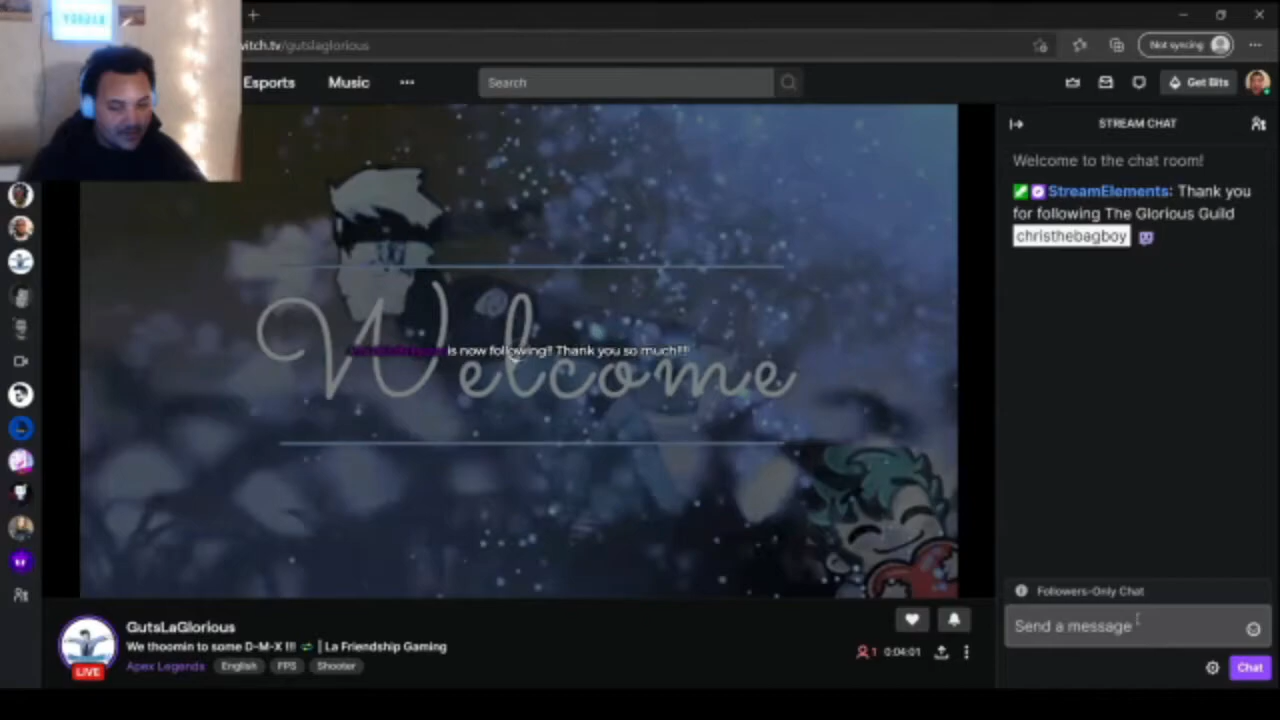 witch.tv/gutslaglorious
Not syncing
Esports
Music
Search
Get Bits
STREAM CHAT
Welcome to the chat room!
StreamElements: Thank you
for following The Glorious Guild
christhebagboy
Welcome
is now following!! Thank you so much!!!!
Followers-Only Chat
Send a message
Chat
GutsLaGlorious
We thoomin to some D-M-X !!! | La Friendship Gaming
Apex Legends
English
FPS
Shooter
LIVE
1
0:04:01